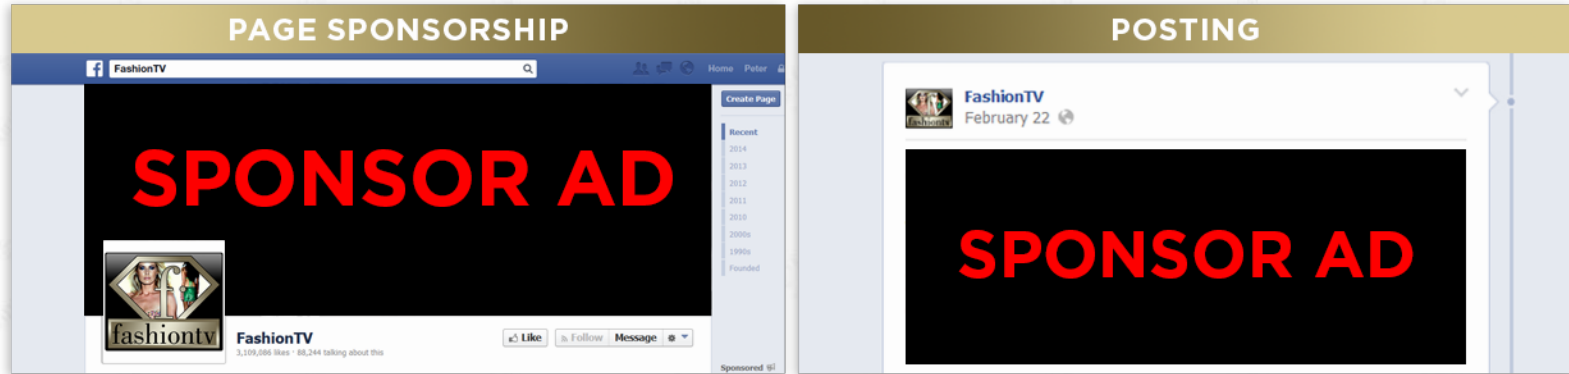 PAGE SPONSORSHIP
FashionTV
Home Peter
Create Page
Recent
2014
2013
2012
2011
2010
2000s
1990s
Founded
SPONSOR AD
fashiontv
FashionTV
3,109,086 likes · 88,244 talking about this
Like Follow Message
Sponsored
POSTING
fashiontv
FashionTV
February 22
SPONSOR AD